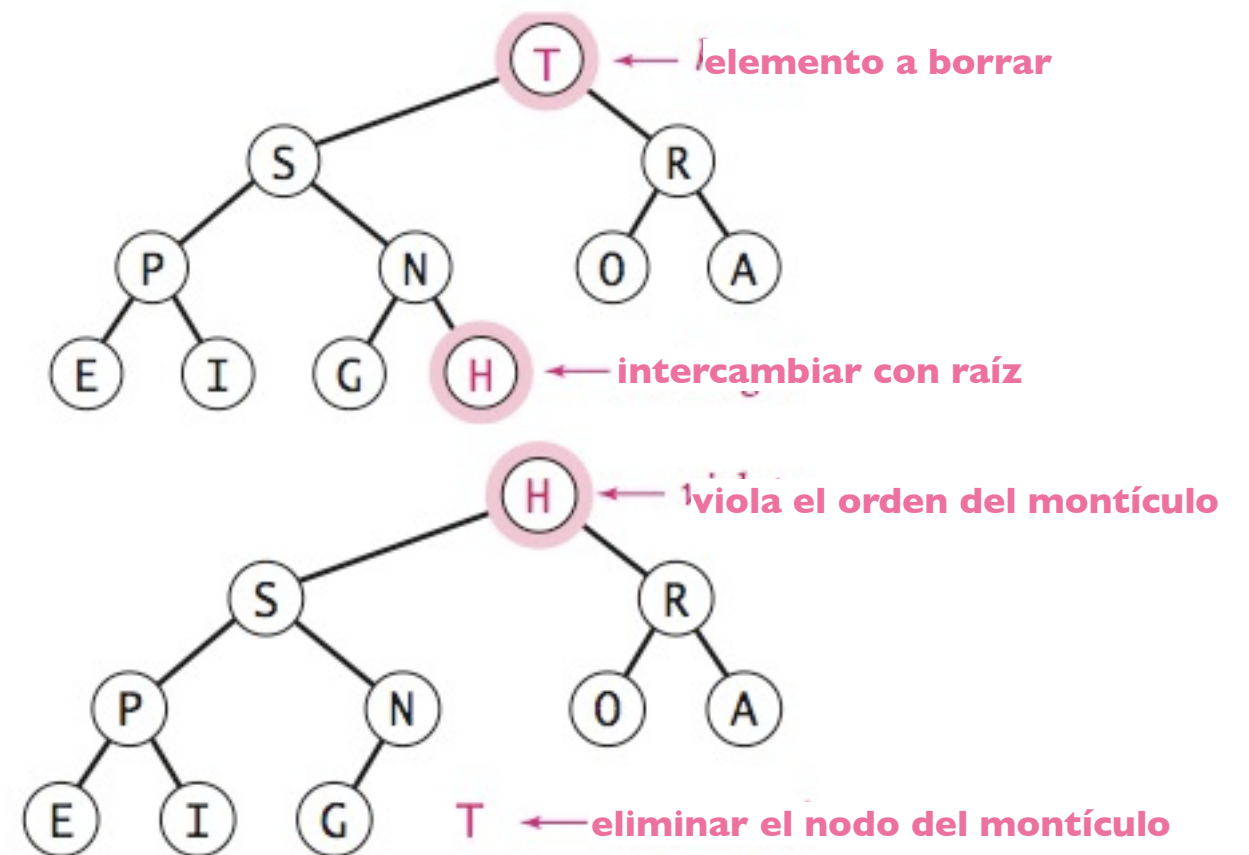 T
elemento a borrar
S R
P N O A
E I G H
intercambiar con raíz
H
viola el orden del montículo
S R
P N O A
E I G T
eliminar el nodo del montículo